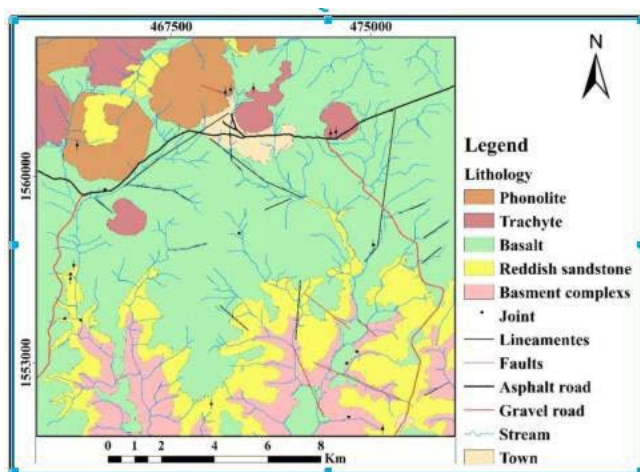 467500
475000
N
1560000
1553000
Legend
Lithology
Phonolite
Trachyte
Basalt
Reddish sandstone
Basment complexs
Joint
Lineamentes
Faults
Asphalt road
Gravel road
Stream
Town
0 1 2 4 6 8
Km